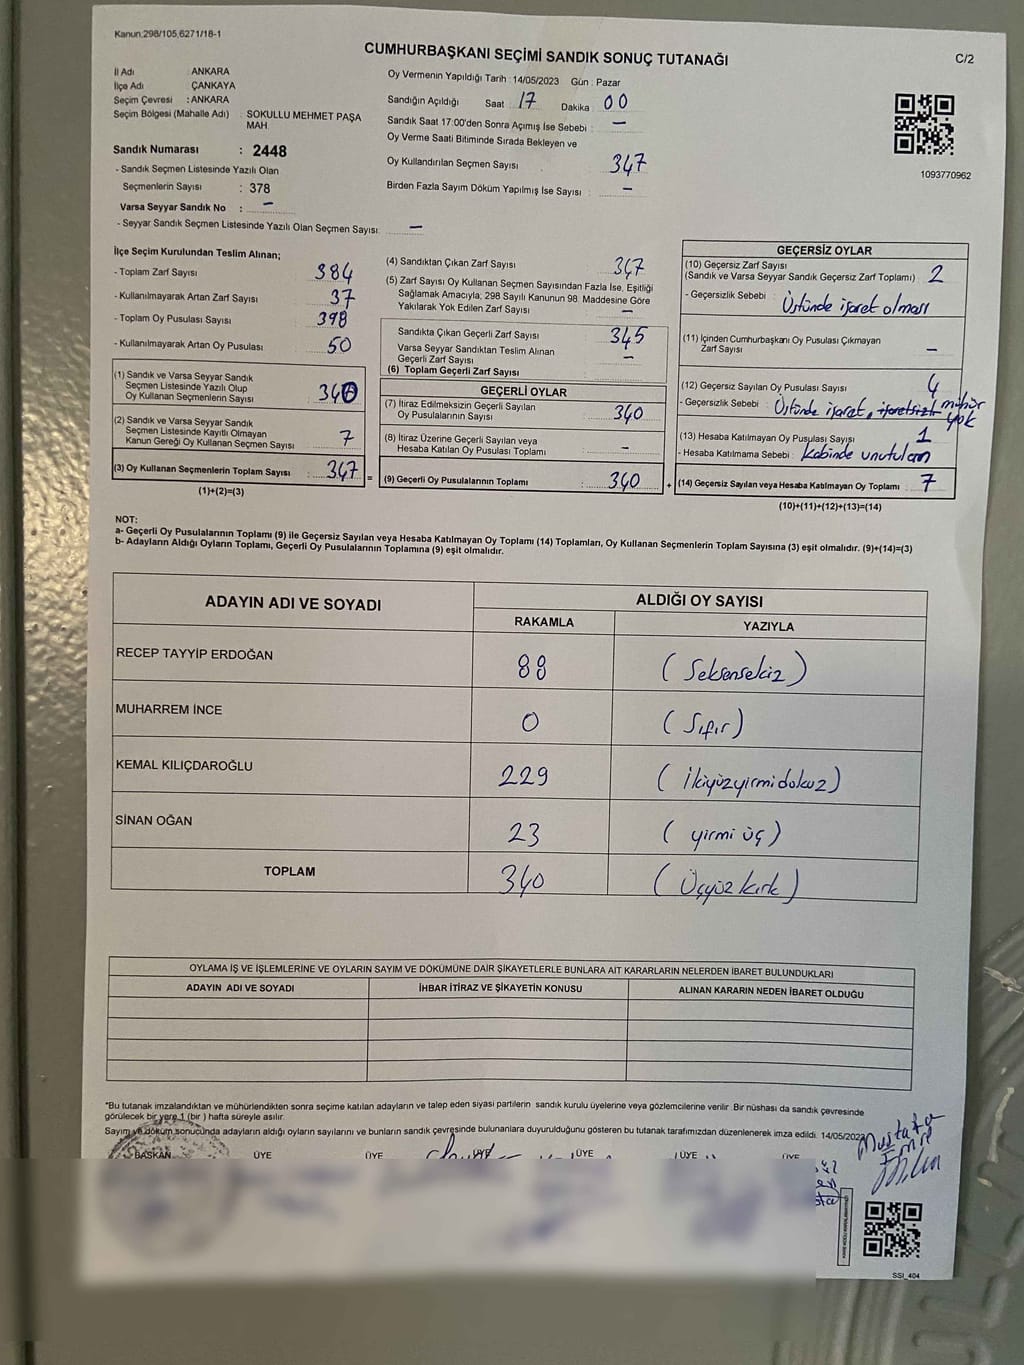 Kanun,298/105,6271/18-1
CUMHURBAŞKANI SEÇİMİ SANDIK SONUÇ TUTANAĞI
C/2
İl Adı : ANKARA
İlçe Adı : ÇANKAYA
Seçim Çevresi : ANKARA
Seçim Bölgesi (Mahalle Adı) : SOKULLU MEHMET PAŞA MAH.
Sandık Numarası : 2448
- Sandık Seçmen Listesinde Yazılı Olan
Seçmenlerin Sayısı : 378
Varsa Seyyar Sandık No : -
- Seyyar Sandık Seçmen Listesinde Yazılı Olan Seçmen Sayısı: -
Oy Vermenin Yapıldığı Tarih : 14/05/2023 Gün : Pazar
Sandığın Açıldığı Saat 17 Dakika 00
Sandık Saat 17:00'den Sonra Açımış İse Sebebi : -
Oy Verme Saati Bitiminde Sırada Bekleyen ve
Oy Kullandırılan Seçmen Sayısı 347
Birden Fazla Sayım Döküm Yapılmış İse Sayısı : -
1093770962
İlçe Seçim Kurulundan Teslim Alınan;
- Toplam Zarf Sayısı : 384
- Kullanılmayarak Artan Zarf Sayısı : 37
- Toplam Oy Pusulası Sayısı : 398
- Kullanılmayarak Artan Oy Pusulası : 50
(1) Sandık ve Varsa Seyyar Sandık
Seçmen Listesinde Yazılı Olup
Oy Kullanan Seçmenlerin Sayısı : 340
(2) Sandık ve Varsa Seyyar Sandık
Seçmen Listesinde Kayıtlı Olmayan
Kanun Gereği Oy Kullanan Seçmen Sayısı : 7
(3) Oy Kullanan Seçmenlerin Toplam Sayısı : 347 =
(1)+(2)=(3)
(4) Sandıktan Çıkan Zarf Sayısı : 347
(5) Zarf Sayısı Oy Kullanan Seçmen Sayısından Fazla İse, Eşitliği
Sağlamak Amacıyla; 298 Sayılı Kanunun 98. Maddesine Göre
Yakılarak Yok Edilen Zarf Sayısı : -
Sandıkta Çıkan Geçerli Zarf Sayısı : 345
Varsa Seyyar Sandıktan Teslim Alınan
Geçerli Zarf Sayısı : -
(6) Toplam Geçerli Zarf Sayısı :
GEÇERLİ OYLAR
(7) İtiraz Edilmeksizin Geçerli Sayılan
Oy Pusulalarının Sayısı : 340
(8) İtiraz Üzerine Geçerli Sayılan veya
Hesaba Katılan Oy Pusulası Toplamı : -
(9) Geçerli Oy Pusulalarının Toplamı : 340 +
GEÇERSİZ OYLAR
(10) Geçersiz Zarf Sayısı
(Sandık ve Varsa Seyyar Sandık Geçersiz Zarf Toplamı) : 2
- Geçersizlik Sebebi : Üstünde işaret olması
(11) İçinden Cumhurbaşkanı Oy Pusulası Çıkmayan
Zarf Sayısı : -
(12) Geçersiz Sayılan Oy Pusulası Sayısı : 4
- Geçersizlik Sebebi : Üstünde işaret, işaretsizlik mühür
yok
(13) Hesaba Katılmayan Oy Pusulası Sayısı : 1
- Hesaba Katılmama Sebebi : Kabinde unutulan
(14) Geçersiz Sayılan veya Hesaba Katılmayan Oy Toplamı : 7
(10)+(11)+(12)+(13)=(14)
NOT:
a- Geçerli Oy Pusulalarının Toplamı (9) ile Geçersiz Sayılan veya Hesaba Katılmayan Oy Toplamı (14) Toplamları, Oy Kullanan Seçmenlerin Toplam Sayısına (3) eşit olmalıdır. (9)+(14)=(3)
b- Adayların Aldığı Oyların Toplamı, Geçerli Oy Pusulalarının Toplamına (9) eşit olmalıdır.
ADAYIN ADI VE SOYADI ALDIĞI OY SAYISI
RAKAMLA YAZIYLA
RECEP TAYYİP ERDOĞAN 88 (Seksensekiz)
MUHARREM İNCE 0 (Sıfır)
KEMAL KILIÇDAROĞLU 229 (İkiyüzyirmidokuz)
SİNAN OĞAN 23 (yirmi üç)
TOPLAM 340 (Üçyüz kırk)
OYLAMA İŞ VE İŞLEMLERİNE VE OYLARIN SAYIM VE DÖKÜMÜNE DAİR ŞİKAYETLERLE BUNLARA AİT KARARLARIN NELERDEN İBARET BULUNDUKLARI
ADAYIN ADI VE SOYADI İHBAR İTİRAZ VE ŞİKAYETİN KONUSU ALINAN KARARIN NEDEN İBARET OLDUĞU
*Bu tutanak imzalandıktan ve mühürlendikten sonra seçime katılan adayların ve talep eden siyasi partilerin sandık kurulu üyelerine veya gözlemcilerine verilir. Bir nüshası da sandık çevresinde
görülecek bir yere 1 (bir ) hafta süreyle asılır.
Sayım ve döküm sonucunda adayların aldığı oyların sayılarını ve bunların sandık çevresinde bulunanlara duyurulduğunu gösteren bu tutanak tarafımızdan düzenlenerek imza edildi. 14/05/2023
BAŞKAN ÜYE ÜYE ÜYE ÜYE ÜYE ÜYE
Mustafa
Emre
SSI_404